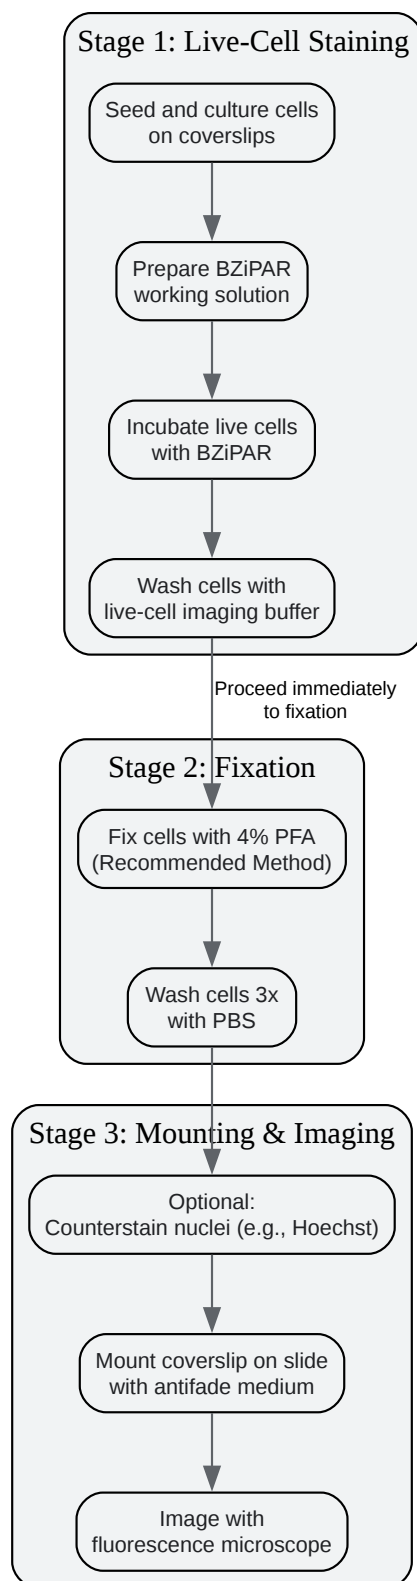 Stage 1: Live-Cell Staining
Seed and culture cells
on coverslips
Prepare BZiPAR
working solution
Incubate live cells
with BZiPAR
Wash cells with
live-cell imaging buffer
Proceed immediately
to fixation
Stage 2: Fixation
Fix cells with 4% PFA
(Recommended Method)
Wash cells 3x
with PBS
Stage 3: Mounting & Imaging
Optional:
Counterstain nuclei (e.g., Hoechst)
Mount coverslip on slide
with antifade medium
Image with
fluorescence microscope